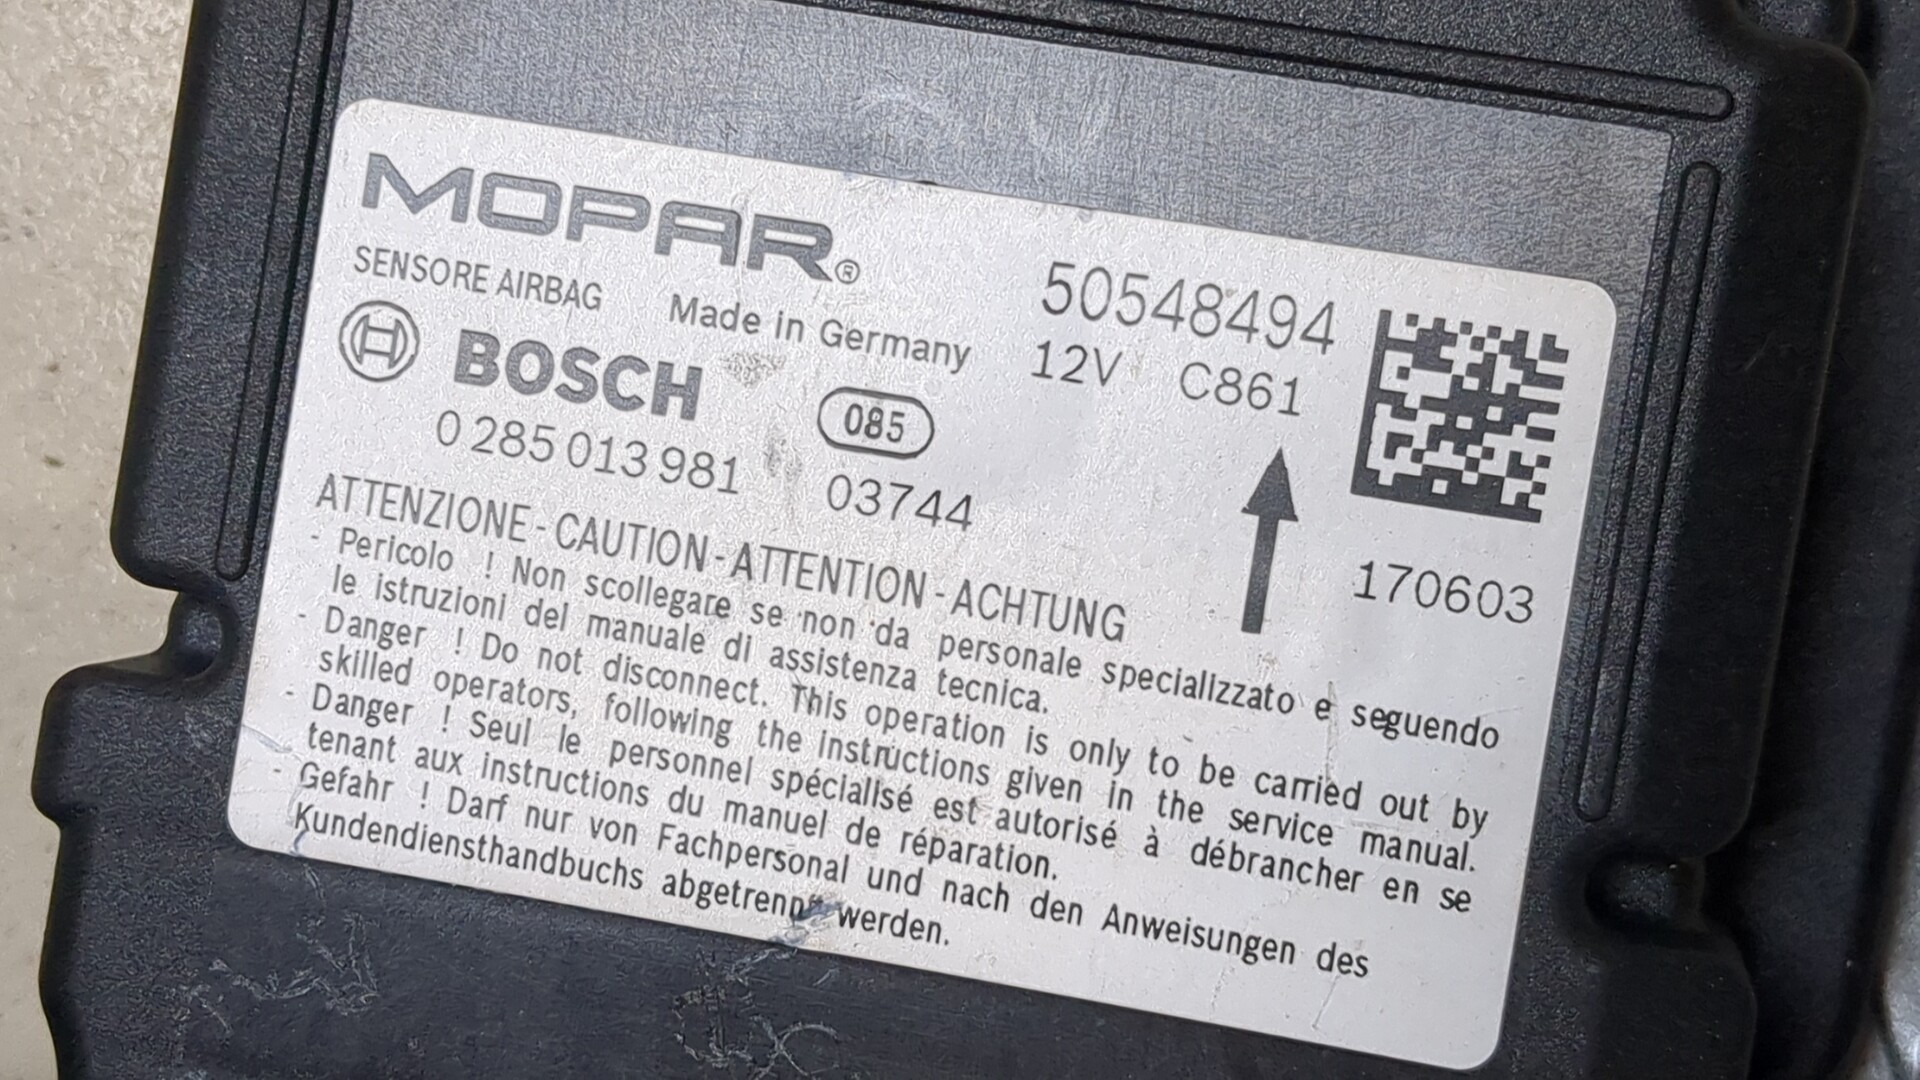 MOPAR®
SENSORE AIRBAG
Made in Germany
50548494
12V C861
BOSCH
0 285 013 981
085
03744
170603
ATTENZIONE - CAUTION - ATTENTION - ACHTUNG
- Pericolo ! Non scollegare se non da personale specializzato e seguendo
le istruzioni del manuale di assistenza tecnica.
- Danger ! Do not disconnect. This operation is only to be carried out by
skilled operators, following the instructions given in the service manual.
- Danger ! Seul le personnel spécialisé est autorisé à débrancher en se
tenant aux instructions du manuel de réparation.
- Gefahr ! Darf nur von Fachpersonal und nach den Anweisungen des
Kundendiensthandbuchs abgetrennt werden.